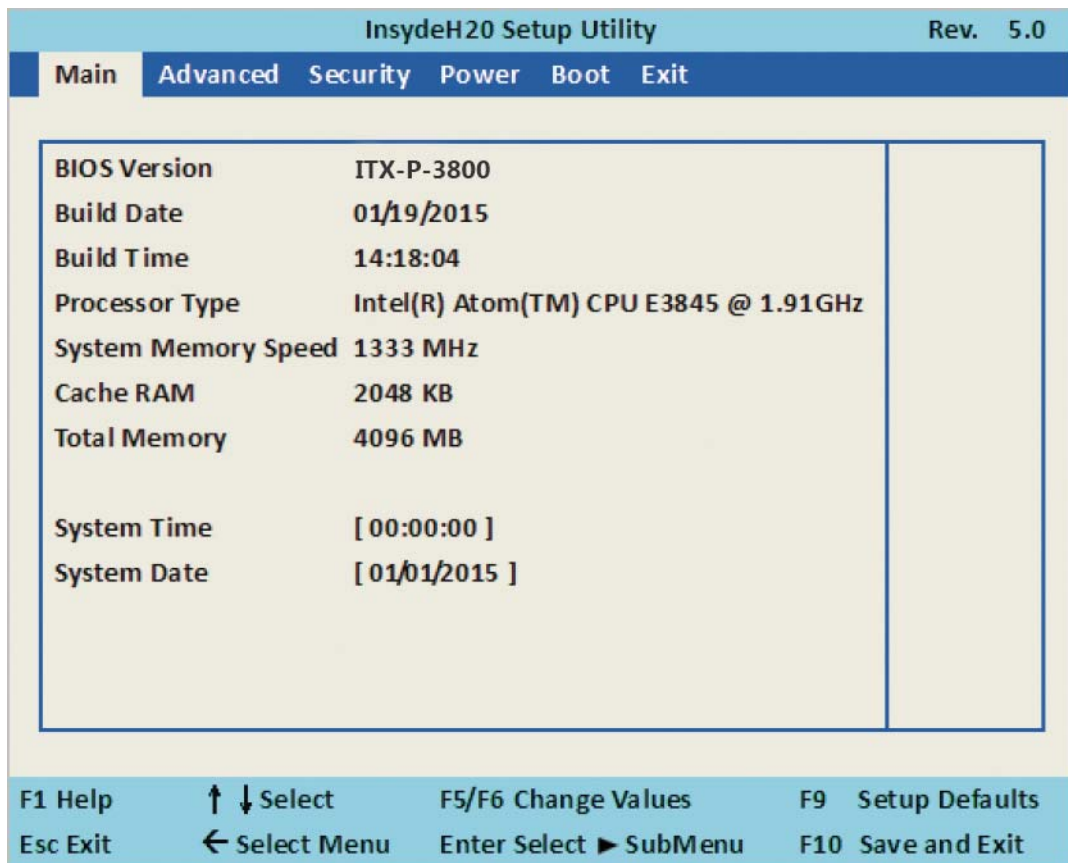 InsydeH20 Setup Utility Rev. 5.0
Main Advanced Security Power Boot Exit
BIOS Version ITX-P-3800
Build Date 01/19/2015
Build Time 14:18:04
Processor Type Intel(R) Atom(TM) CPU E3845 @ 1.91GHz
System Memory Speed 1333 MHz
Cache RAM 2048 KB
Total Memory 4096 MB
System Time [ 00:00:00 ]
System Date [ 01/01/2015 ]
F1 Help ↑ ↓ Select F5/F6 Change Values F9 Setup Defaults
Esc Exit ← Select Menu Enter Select ► SubMenu F10 Save and Exit